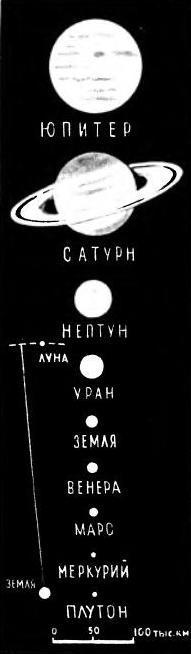 ЮПИТЕР
САТУРН
НЕПТУН
ЛУНА
УРАН
ЗЕМЛЯ
ВЕНЕРА
МАРС
МЕРКУРИЙ
ЗЕМЛЯ
ПЛУТОН
0 50 100 ТЫС. КМ